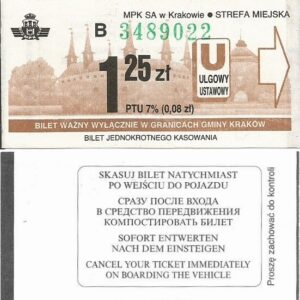 MPK SA w Krakowie • STREFA MIEJSKA
B 3489022
1 25 zł
U
ULGOWY
USTAWOWY
PTU 7% (0,08 zł)
BILET WAŻNY WYŁĄCZNIE W GRANICACH GMINY KRAKÓW
BILET JEDNOKROTNEGO KASOWANIA
SKASUJ BILET NATYCHMIAST
PO WEJŚCIU DO POJAZDU
СРАЗУ ПОСЛЕ ВХОДА
В СРЕДСТВО ПЕРЕДВИЖЕНИЯ
КОМПОСТИРОВАТЬ БИЛЕТ
SOFORT ENTWERTEN
NACH DEM EINSTEIGEN
CANCEL YOUR TICKET IMMEDIATELY
ON BOARDING THE VEHICLE
Proszę zachować do kontroli